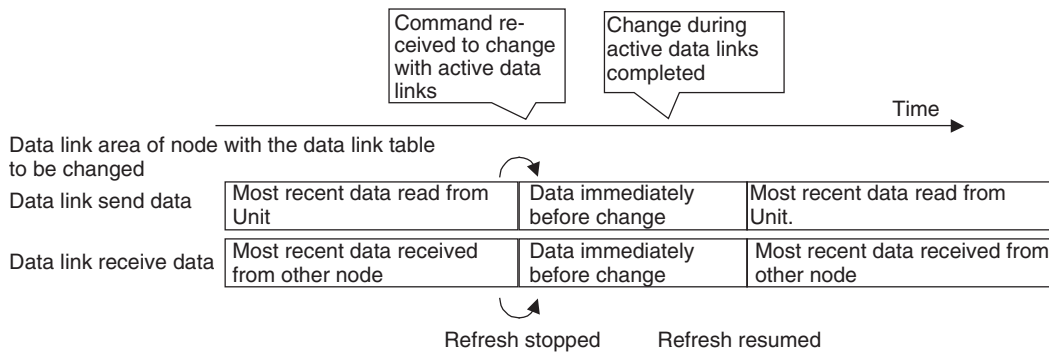 Command re-
ceived to change
with active data
links
Change during
active data links
completed
Time
Data link area of node with the data link table
to be changed
Data link send data
Most recent data read from
Unit
Data immediately
before change
Most recent data read from
Unit.
Data link receive data
Most recent data received
from other node
Data immediately
before change
Most recent data received from
other node
Refresh stopped
Refresh resumed